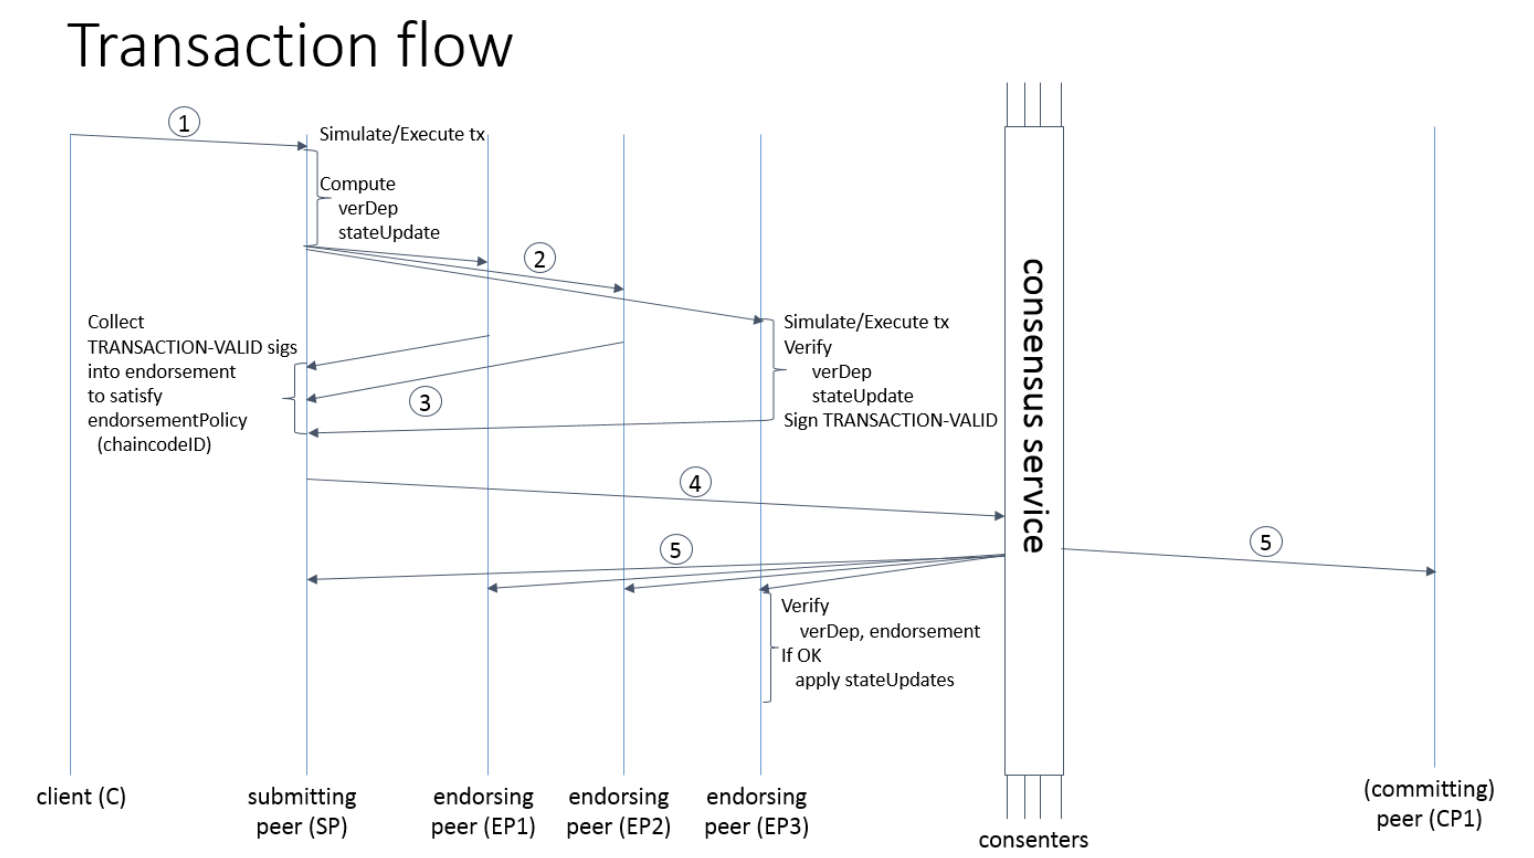 Transaction flow
1
Simulate/Execute tx
Compute
verDep
stateUpdate
2
Collect
TRANSACTION-VALID sigs
into endorsement
to satisfy
endorsementPolicy
(chaincodeID)
3
Simulate/Execute tx
Verify
verDep
stateUpdate
Sign TRANSACTION-VALID
consensus service
4
5
5
Verify
verDep, endorsement
If OK
apply stateUpdates
client (C)
submitting
peer (SP)
endorsing
peer (EP1)
endorsing
peer (EP2)
endorsing
peer (EP3)
consenters
(committing)
peer (CP1)